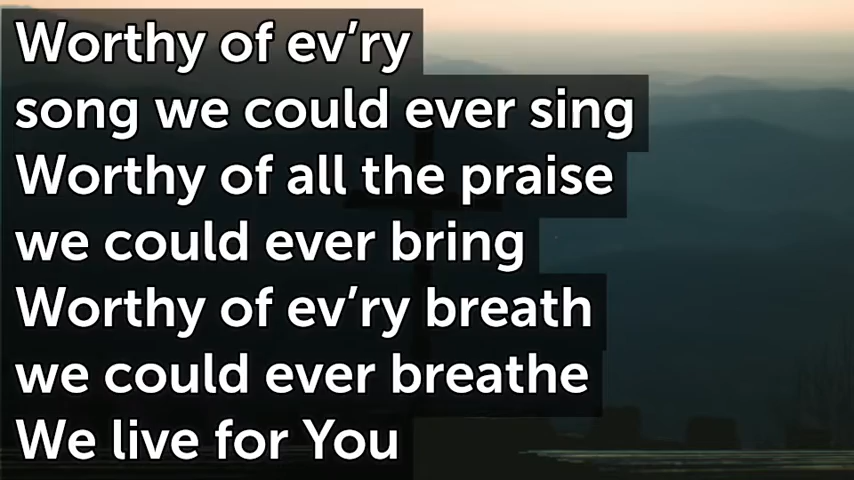 Worthy of ev’ry
song we could ever sing
Worthy of all the praise
we could ever bring
Worthy of ev’ry breath
we could ever breathe
We live for You